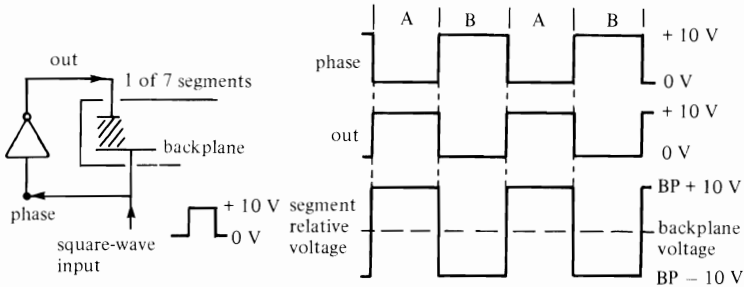 out
1 of 7 segments
backplane
phase
square-wave
input
+ 10 V
0 V
A B A B
phase
+ 10 V
0 V
out
+ 10 V
0 V
segment
relative
voltage
BP + 10 V
backplane
voltage
BP − 10 V